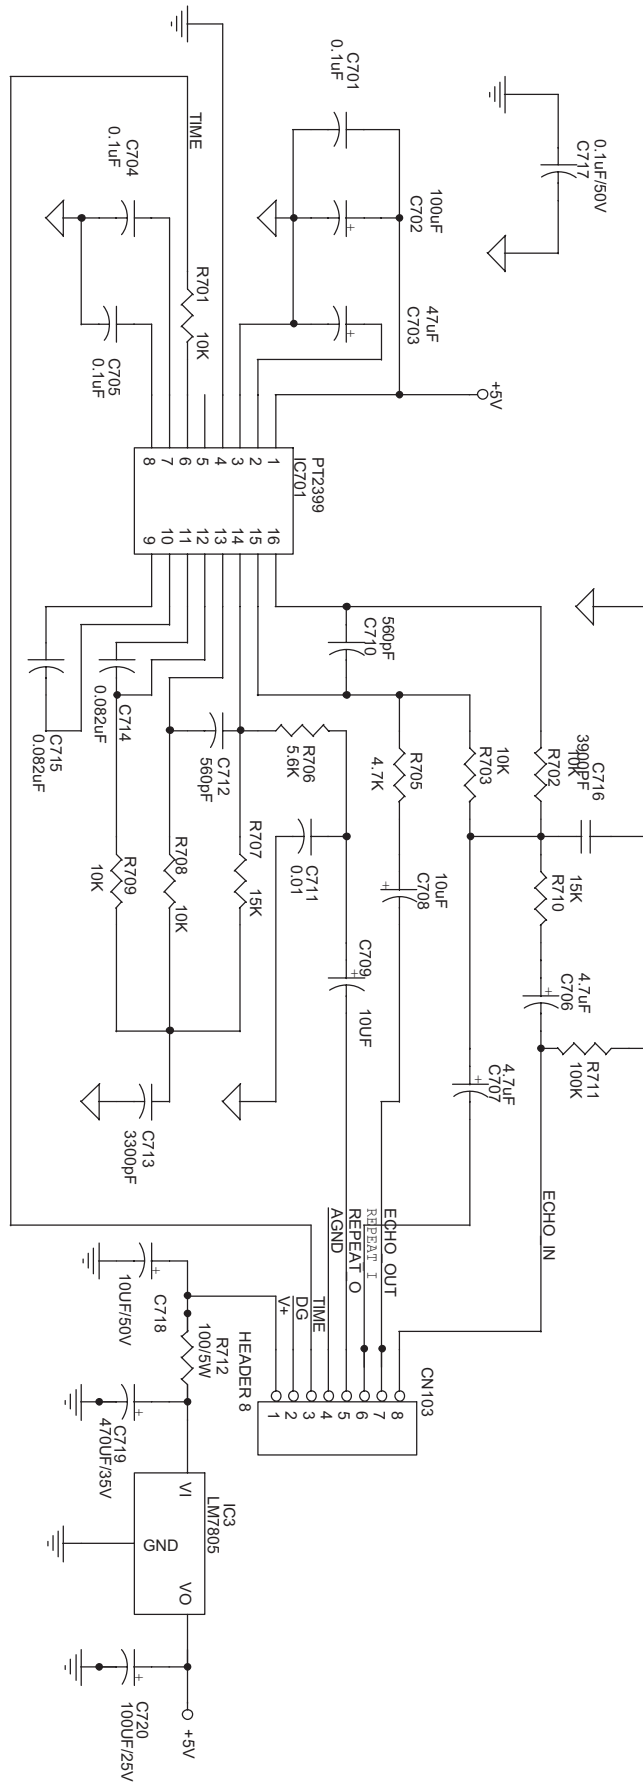 0.1uF/50V
C717
C701
0.1uF
100uF
C702
47uF
C703
+5V
TIME
C704
0.1uF
R701
10K
C705
0.1uF
PT2399
IC701
1
2
3
4
5
6
7
8
16
15
14
13
12
11
10
9
560pF
C710
C714
0.082uF
C715
0.082uF
C712
560pF
R706
5.6K
R705
4.7K
R703
10K
R702
10K
C716
3900PF
R710
15K
C706
4.7uF
R711
100K
C708
10uF
C707
4.7uF
C711
0.01
R707
15K
R708
10K
R709
10K
C709
10UF
C713
3300pF
ECHO IN
ECHO OUT
REPEAT I
REPEAT O
AGND
TIME
DG
V+
CN103
8
7
6
5
4
3
2
1
HEADER 8
C718
10UF/50V
R712
100/5W
C719
470UF/35V
IC3
LM7805
VI
GND
VO
C720
100UF/25V
+5V